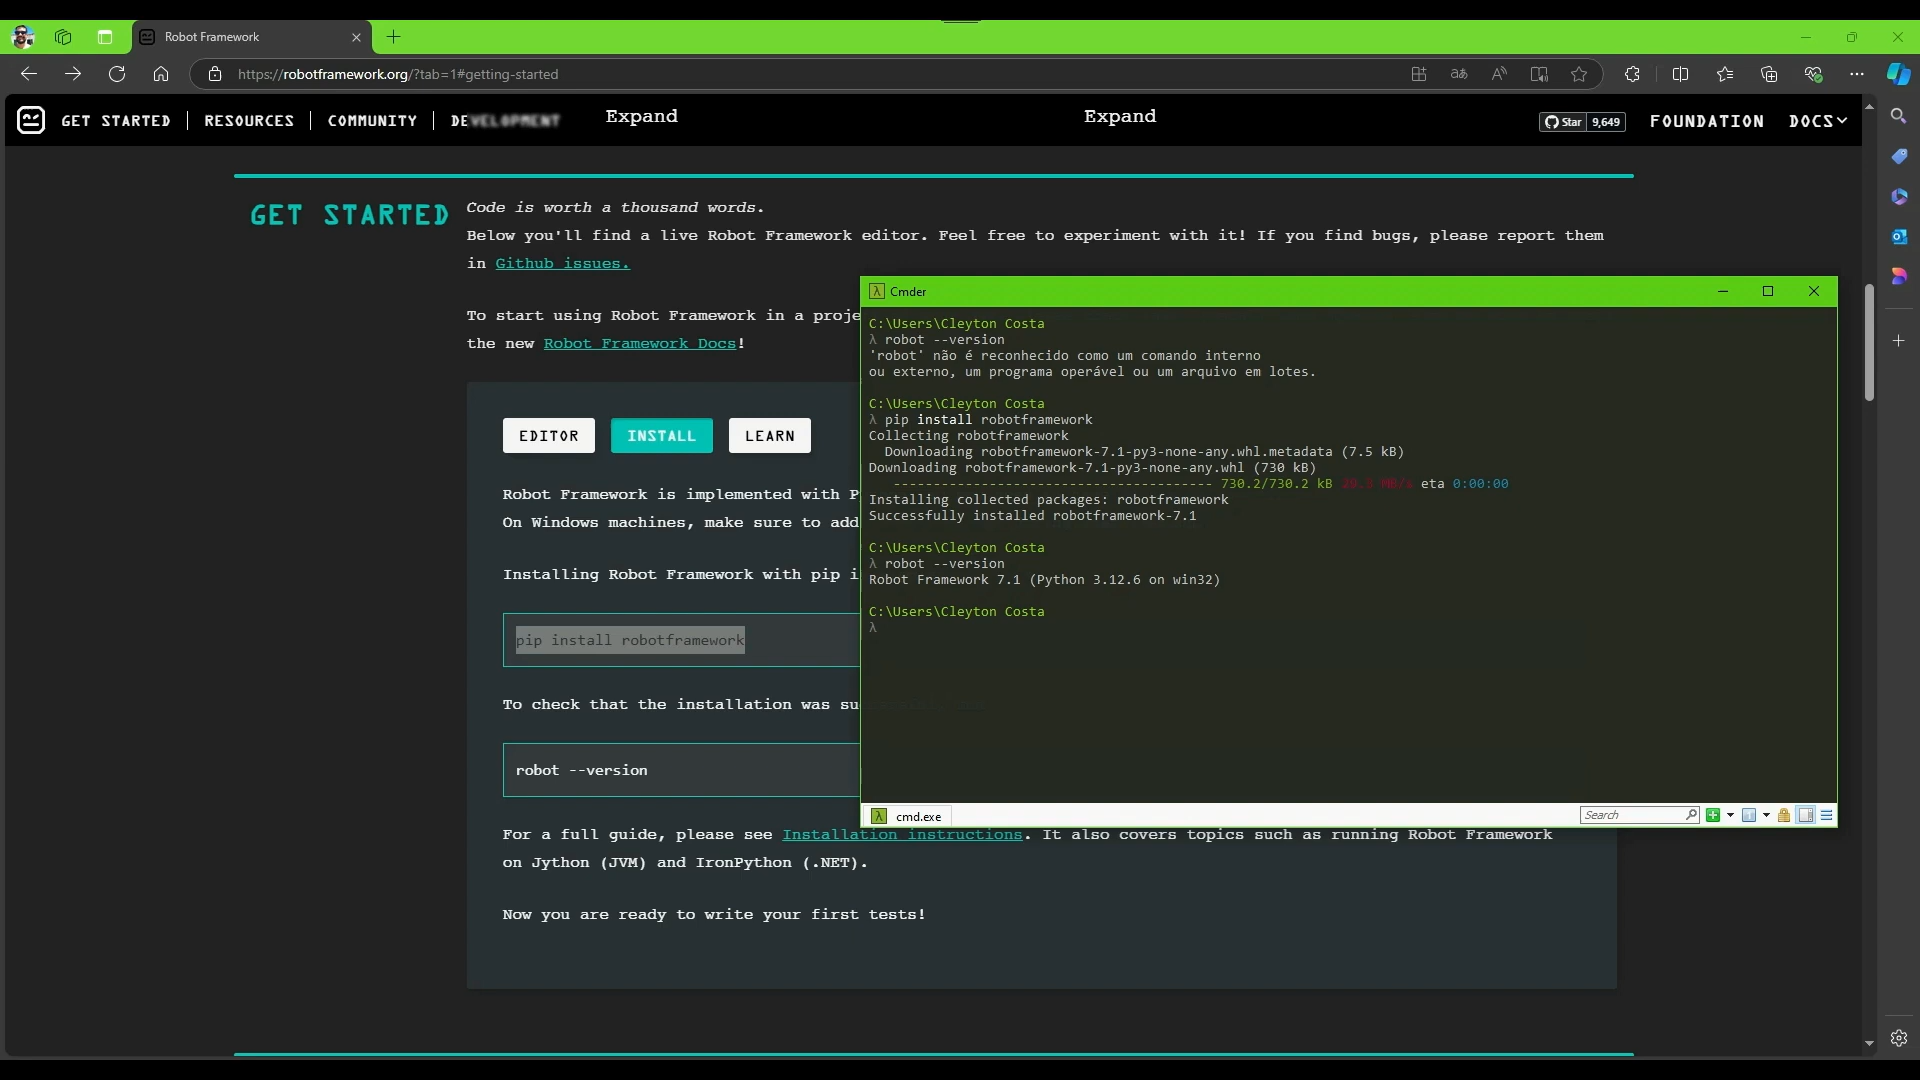 Robot Framework
https://robotframework.org/?tab=1#getting-started
GET STARTED
RESOURCES
COMMUNITY
DEVELOPMENT
Expand
Expand
Star
9,649
FOUNDATION
DOCS
GET STARTED
Code is worth a thousand words.
Below you'll find a live Robot Framework editor. Feel free to experiment with it! If you find bugs, please report them
in Github issues.
To start using Robot Framework in a proje
the new Robot Framework Docs!
EDITOR
INSTALL
LEARN
Robot Framework is implemented with P
On Windows machines, make sure to add
Installing Robot Framework with pip i
pip install robotframework
To check that the installation was su
robot --version
For a full guide, please see Installation instructions. It also covers topics such as running Robot Framework
on Jython (JVM) and IronPython (.NET).
Now you are ready to write your first tests!
Cmder
C:\Users\Cleyton Costa
λ robot --version
'robot' não é reconhecido como um comando interno
ou externo, um programa operável ou um arquivo em lotes.
C:\Users\Cleyton Costa
λ pip install robotframework
Collecting robotframework
Downloading robotframework-7.1-py3-none-any.whl.metadata (7.5 kB)
Downloading robotframework-7.1-py3-none-any.whl (730 kB)
---------------------------------------- 730.2/730.2 kB eta 0:00:00
Installing collected packages: robotframework
Successfully installed robotframework-7.1
C:\Users\Cleyton Costa
λ robot --version
Robot Framework 7.1 (Python 3.12.6 on win32)
C:\Users\Cleyton Costa
λ
cmd.exe
Search